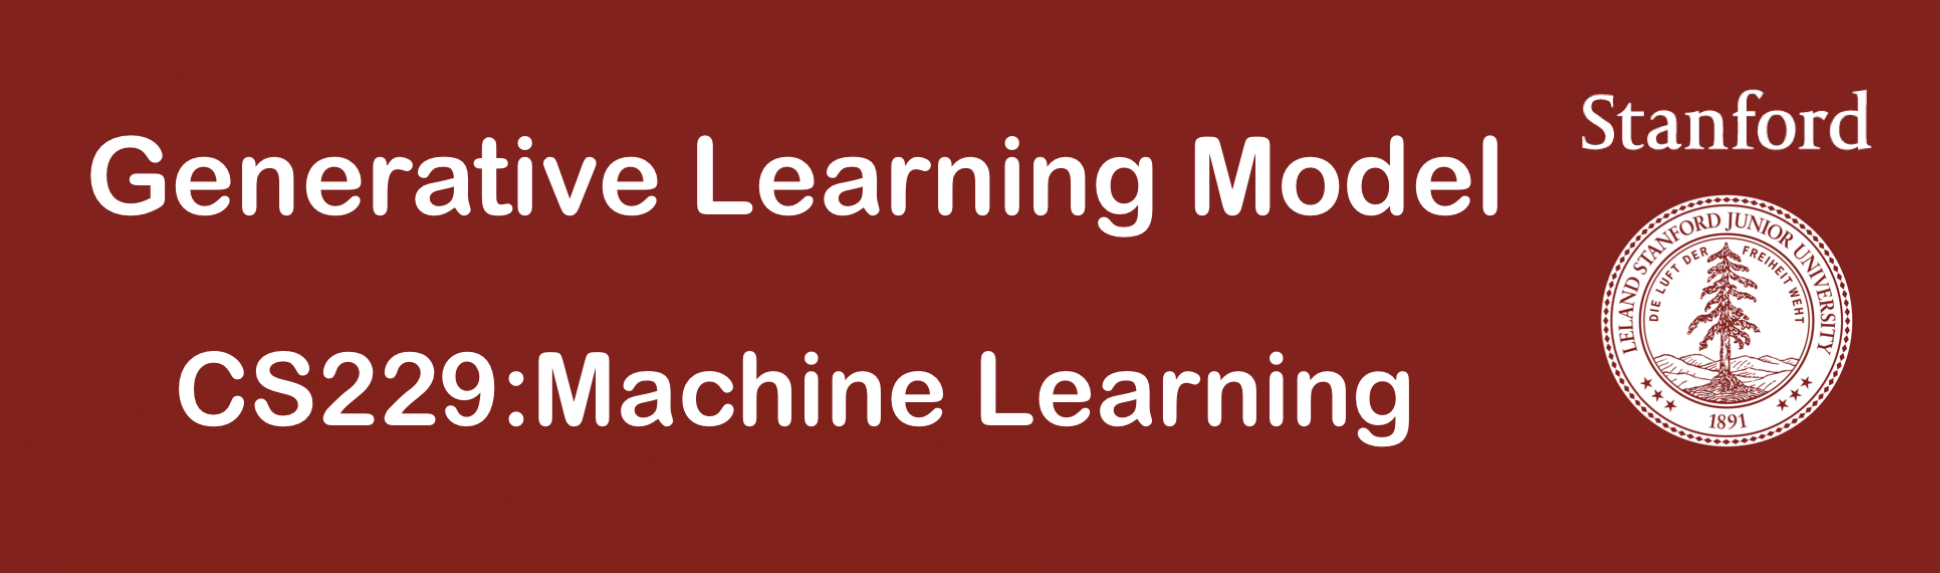 Generative Learning Model
CS229:Machine Learning
Stanford
LELAND STANFORD JUNIOR UNIVERSITY
DIE LUFT DER FREIHEIT WEHT
1891